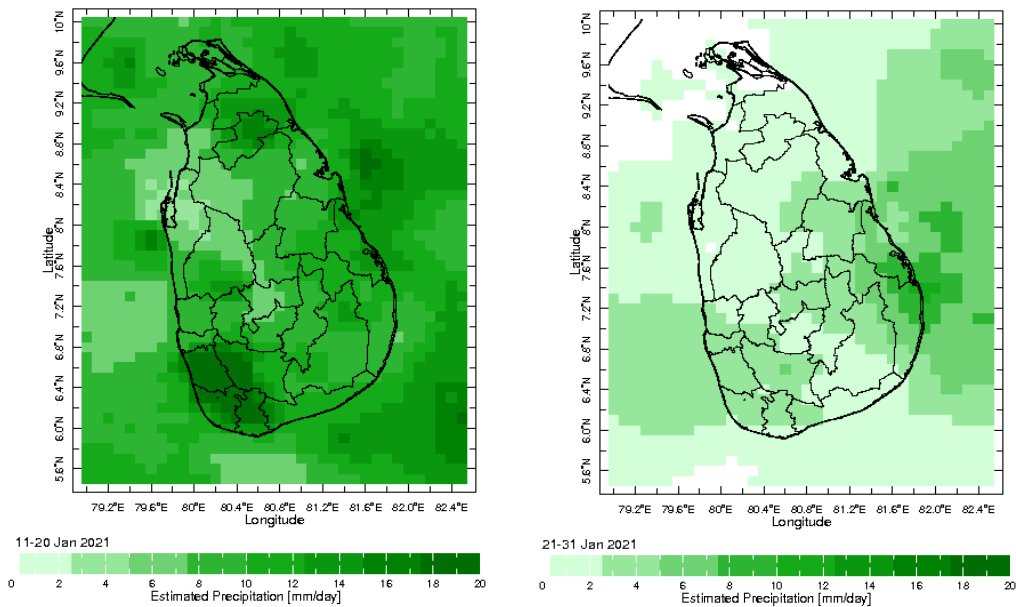 10°N
9.6°N
9.2°N
8.8°N
8.4°N
8°N
7.6°N
7.2°N
6.8°N
6.4°N
6.0°N
5.6°N
Latitude
79.2°E 79.6°E 80°E 80.4°E 80.8°E 81.2°E 81.6°E 82.0°E 82.4°E
Longitude
11-20 Jan 2021
0 2 4 6 8 10 12 14 16 18 20
Estimated Precipitation [mm/day]
10°N
9.6°N
9.2°N
8.8°N
8.4°N
8°N
7.6°N
7.2°N
6.8°N
6.4°N
6.0°N
5.6°N
Latitude
79.2°E 79.6°E 80°E 80.4°E 80.8°E 81.2°E 81.6°E 82.0°E 82.4°E
Longitude
21-31 Jan 2021
0 2 4 6 8 10 12 14 16 18 20
Estimated Precipitation [mm/day]